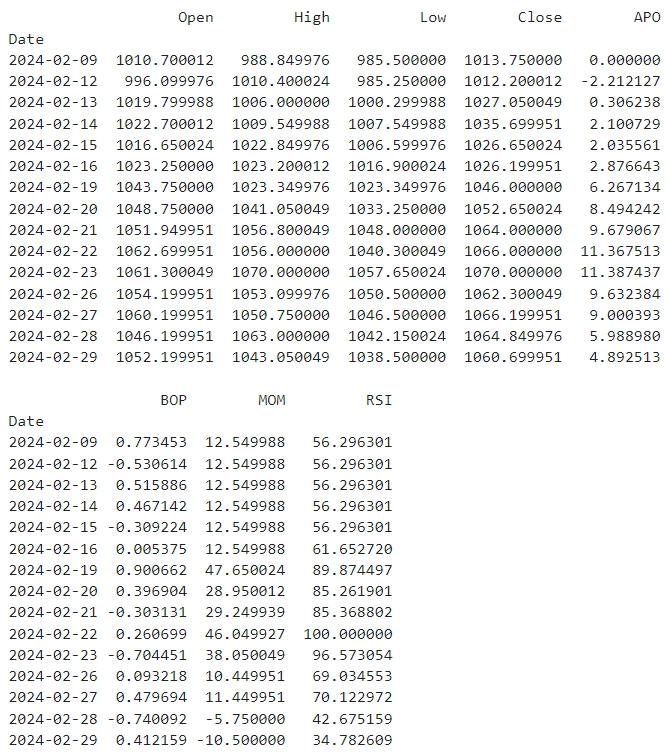 Open High Low Close APO
Date
2024-02-09 1010.700012 988.849976 985.500000 1013.750000 0.000000
2024-02-12 996.099976 1010.400024 985.250000 1012.200012 -2.212127
2024-02-13 1019.799988 1006.000000 1000.299988 1027.050049 0.306238
2024-02-14 1022.700012 1009.549988 1007.549988 1035.699951 2.100729
2024-02-15 1016.650024 1022.849976 1006.599976 1026.650024 2.035561
2024-02-16 1023.250000 1023.200012 1016.900024 1026.199951 2.876643
2024-02-19 1043.750000 1023.349976 1023.349976 1046.000000 6.267134
2024-02-20 1048.750000 1041.050049 1033.250000 1052.650024 8.494242
2024-02-21 1051.949951 1056.800049 1048.000000 1064.000000 9.679067
2024-02-22 1062.699951 1056.000000 1040.300049 1066.000000 11.367513
2024-02-23 1061.300049 1070.000000 1057.650024 1070.000000 11.387437
2024-02-26 1054.199951 1053.099976 1050.500000 1062.300049 9.632384
2024-02-27 1060.199951 1050.750000 1046.500000 1066.199951 9.000393
2024-02-28 1046.199951 1063.000000 1042.150024 1064.849976 5.988980
2024-02-29 1052.199951 1043.050049 1038.500000 1060.699951 4.892513
BOP MOM RSI
Date
2024-02-09 0.773453 12.549988 56.296301
2024-02-12 -0.530614 12.549988 56.296301
2024-02-13 0.515886 12.549988 56.296301
2024-02-14 0.467142 12.549988 56.296301
2024-02-15 -0.309224 12.549988 56.296301
2024-02-16 0.005375 12.549988 61.652720
2024-02-19 0.900662 47.650024 89.874497
2024-02-20 0.396904 28.950012 85.261901
2024-02-21 -0.303131 29.249939 85.368802
2024-02-22 0.260699 46.049927 100.000000
2024-02-23 -0.704451 38.050049 96.573054
2024-02-26 0.093218 10.449951 69.034553
2024-02-27 0.479694 11.449951 70.122972
2024-02-28 -0.740092 -5.750000 42.675159
2024-02-29 0.412159 -10.500000 34.782609